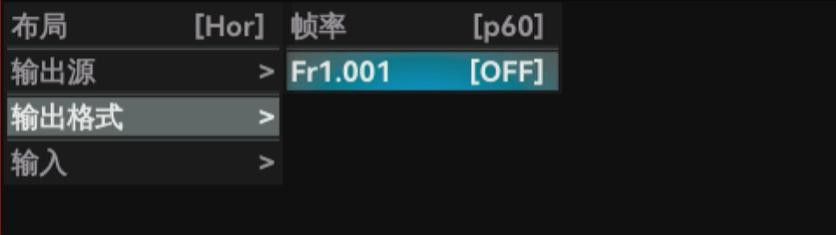 布局 [Hor]
输出源 >
输出格式 >
输入 >
帧率 [p60]
Fr1.001 [OFF]